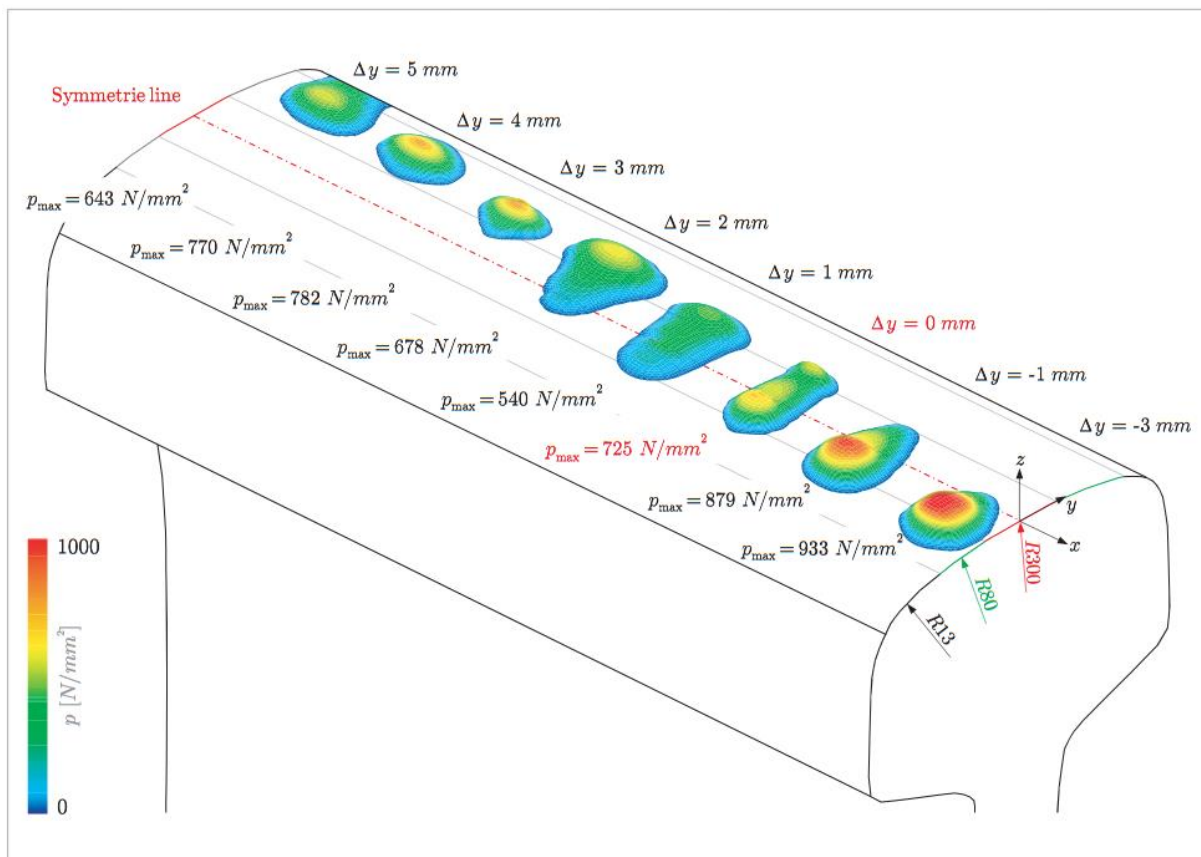 Δy = 5 mm
Symmetrie line
Δy = 4 mm
Δy = 3 mm
Δy = 2 mm
Δy = 1 mm
Δy = 0 mm
Δy = -1 mm
Δy = -3 mm
p_max = 643 N/mm²
p_max = 770 N/mm²
p_max = 782 N/mm²
p_max = 678 N/mm²
p_max = 540 N/mm²
p_max = 725 N/mm²
p_max = 879 N/mm²
p_max = 933 N/mm²
z
y
x
R300
R80
R13
1000
p [N/mm²]
0